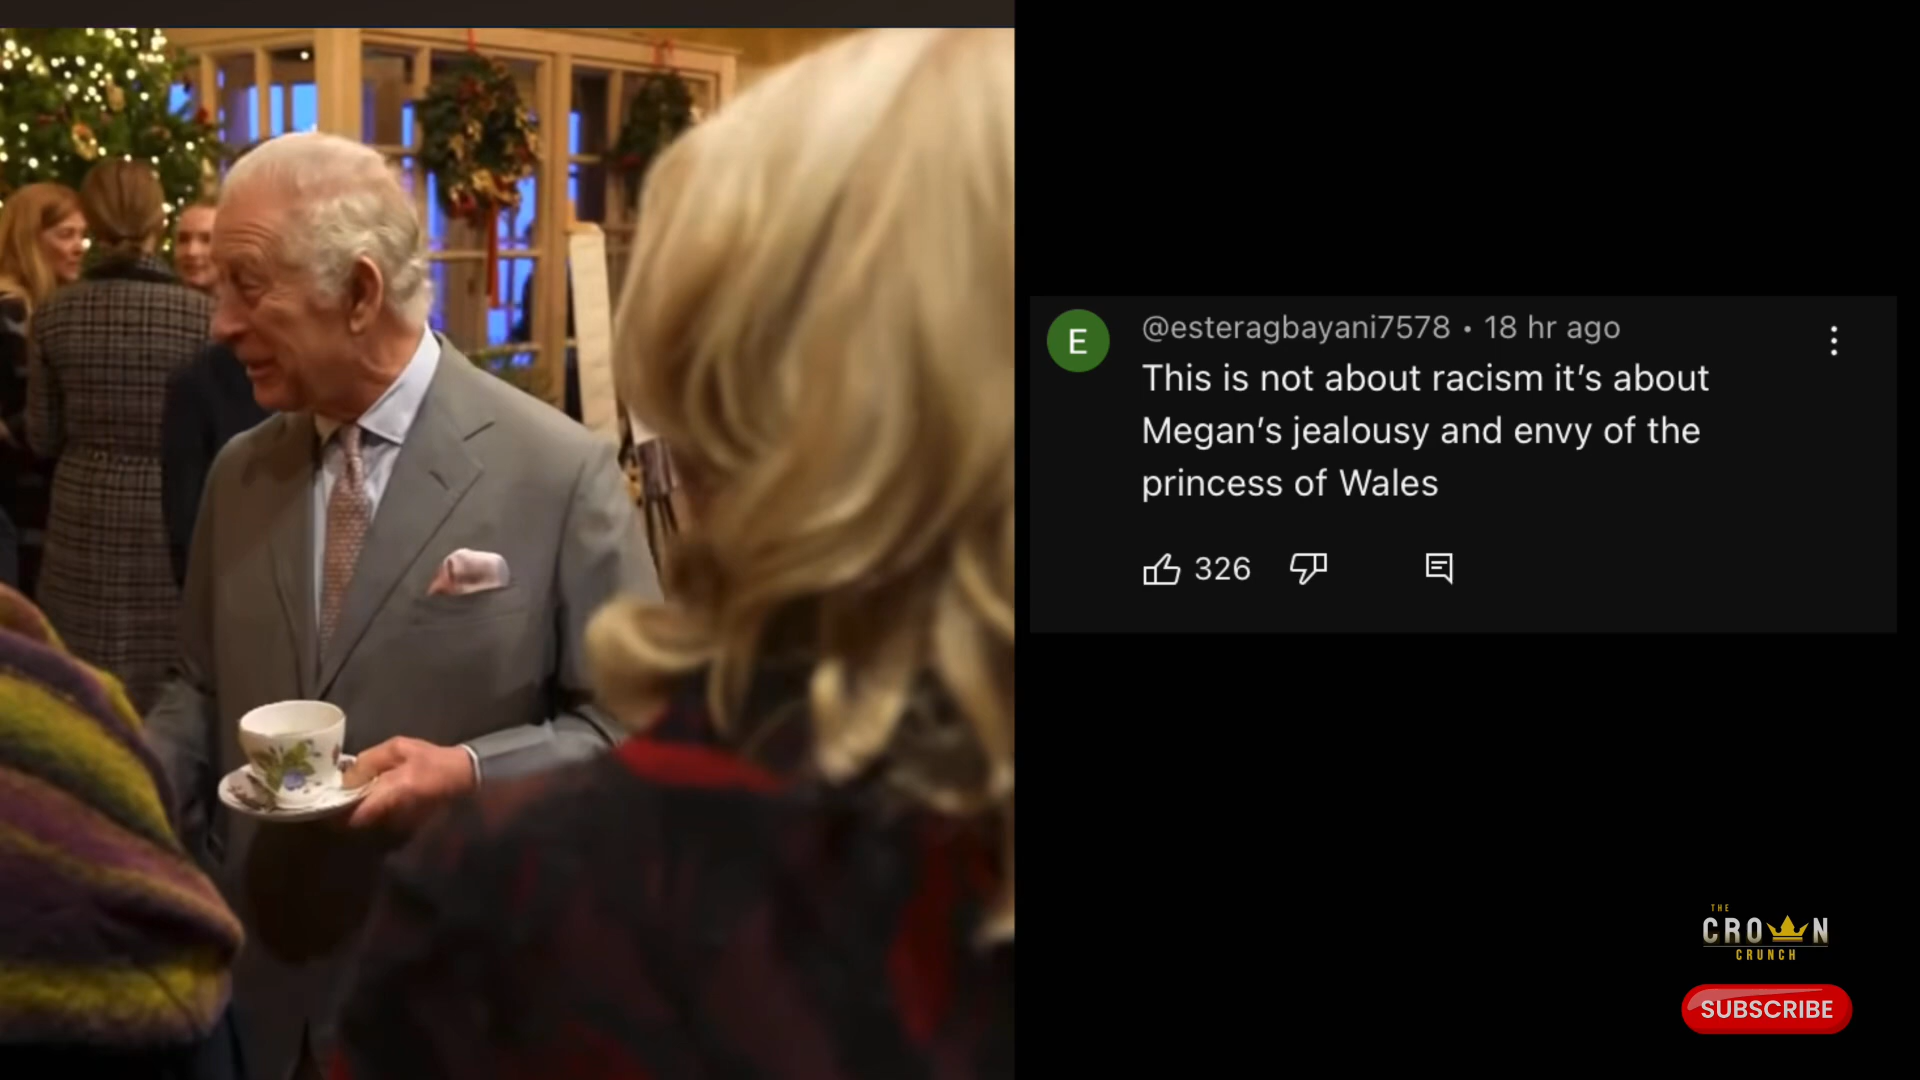 @esteragbayani7578 • 18 hr ago
This is not about racism it’s about
Megan’s jealousy and envy of the
princess of Wales
326
E
THE
CROWN
CRUNCH
SUBSCRIBE